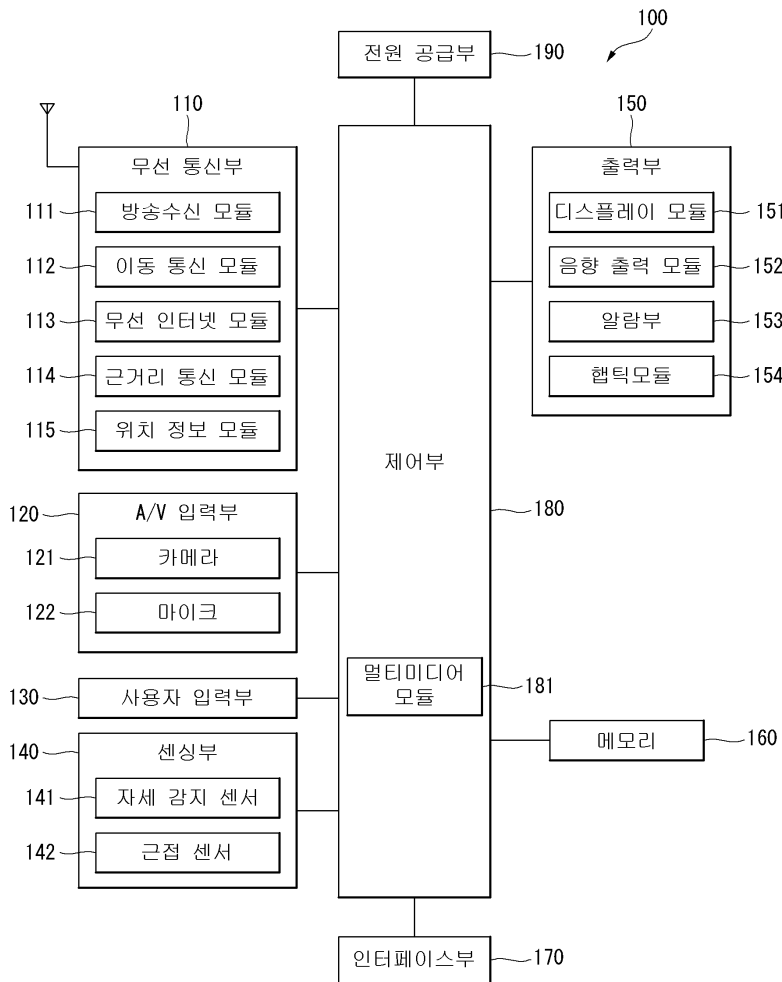 100
전원 공급부
190
110
무선 통신부
111
방송수신 모듈
112
이동 통신 모듈
113
무선 인터넷 모듈
114
근거리 통신 모듈
115
위치 정보 모듈
120
A/V 입력부
121
카메라
122
마이크
130
사용자 입력부
140
센싱부
141
자세 감지 센서
142
근접 센서
제어부
180
멀티미디어
모듈
181
150
출력부
디스플레이 모듈
151
음향 출력 모듈
152
알람부
153
햅틱모듈
154
메모리
160
인터페이스부
170